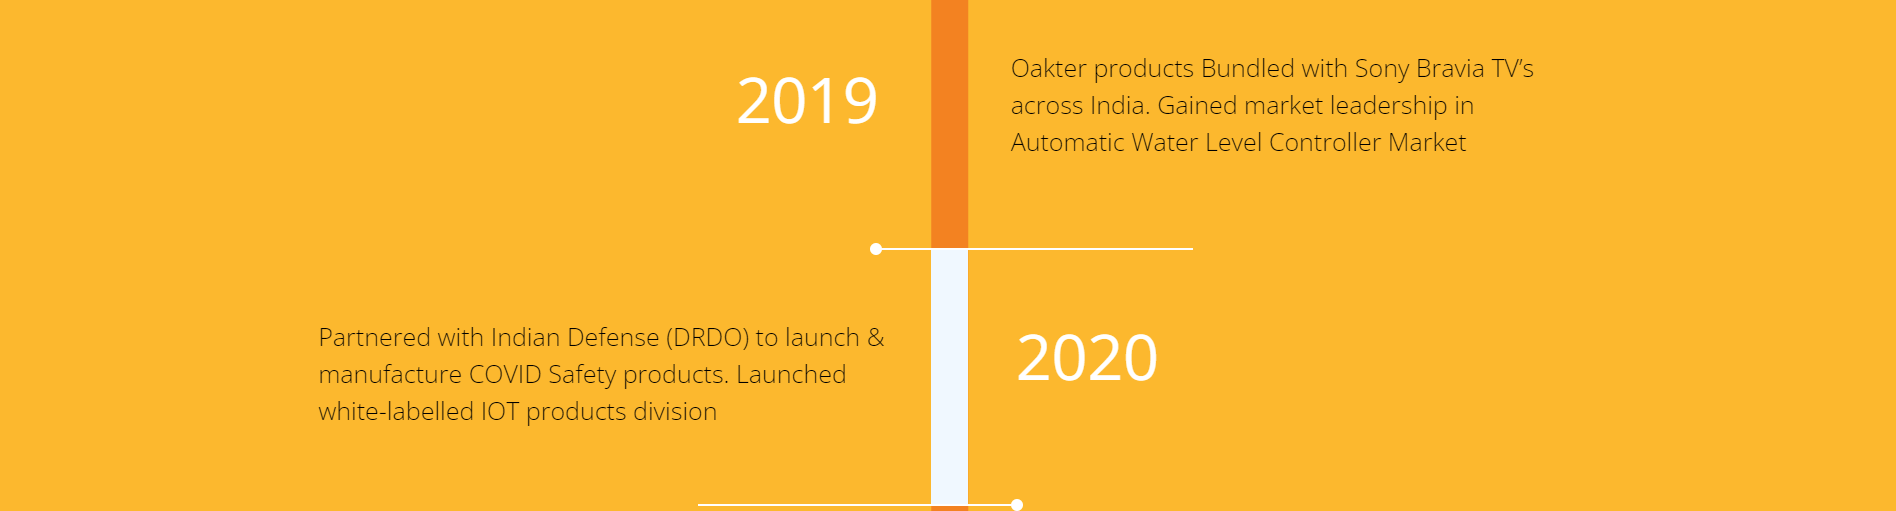 2019
Oakter products Bundled with Sony Bravia TV’s
across India. Gained market leadership in
Automatic Water Level Controller Market
Partnered with Indian Defense (DRDO) to launch &
manufacture COVID Safety products. Launched
white-labelled IOT products division
2020